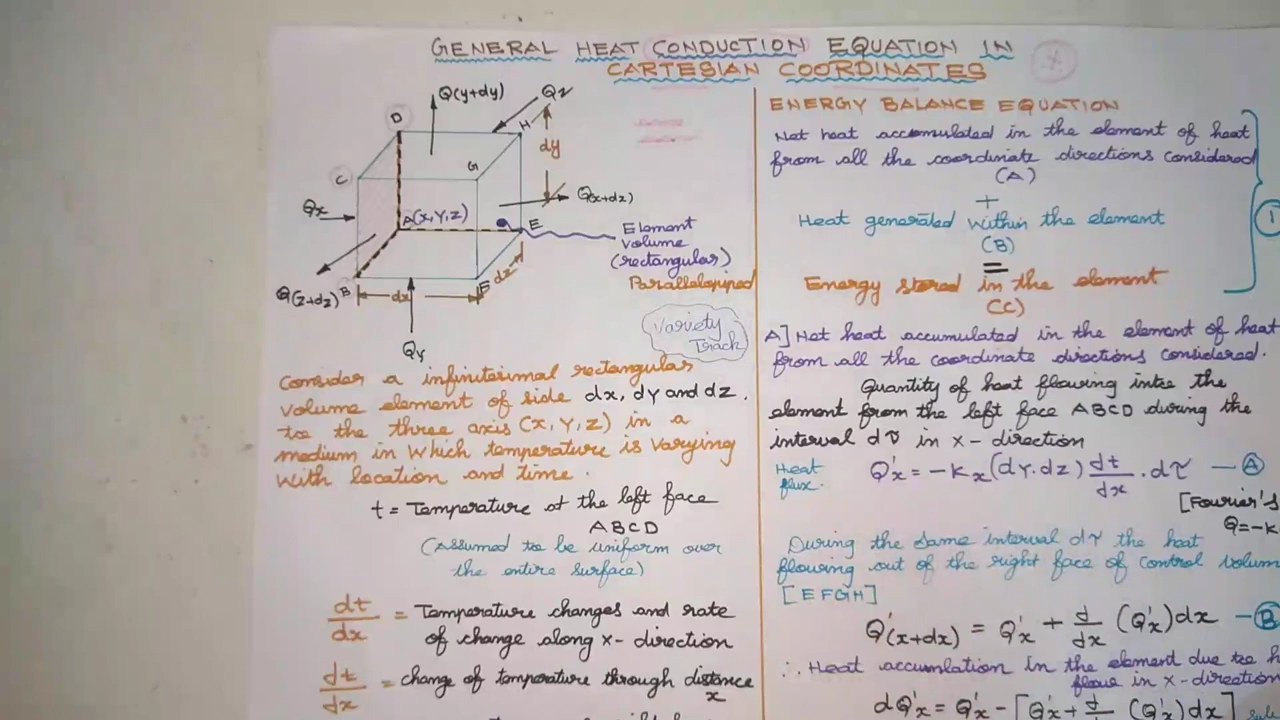 GENERAL HEAT CONDUCTION EQUATION IN
CARTESIAN COORDINATES
Q(y+dy)
Qz
D
H
dy
G
C
Q(x+dz)
Qx
A(x,Y,z)
E
Element
volume
(rectangular)
Parallelopiped
dz
Q(z+dz)
B
dx
F
Qy
Variety
Track
Consider a infinitesimal rectangular
volume element of side dx, dy and dz.
to the three axis (x, Y, z) in a
medium in which temperature is varying
with location and time.
t = Temperature at the left face
ABCD
(Assumed to be uniform over
the entire surface)
dt/dx = Temperature changes and rate
of change along x-direction
dt/dx = change of temperature through distance
x
ENERGY BALANCE EQUATION
Net heat accumulated in the element of heat
from all the coordinate directions considered
(A)
+
Heat generated within the element
(B)
=
Energy stored in the element
(C)
1
A] Net heat accumulated in the element of heat
from all the coordinate directions considered.
Quantity of heat flowing into the
element from the left face ABCD during the
interval dτ in x-direction
Heat
flux.
Q'x = -kx (dy.dz) dt/dx . dτ — A
[Fourier's
Q=-k
During the same interval dτ the heat
flowing out of the right face of control volum
[EFGH]
Q'(x+dx) = Q'x + d/dx (Q'x)dx — B
∴ Heat accumlation in the element due to h
flow in x-direction
dQ'x = Q'x - [Q'x + d/dx (Q'x)dx]